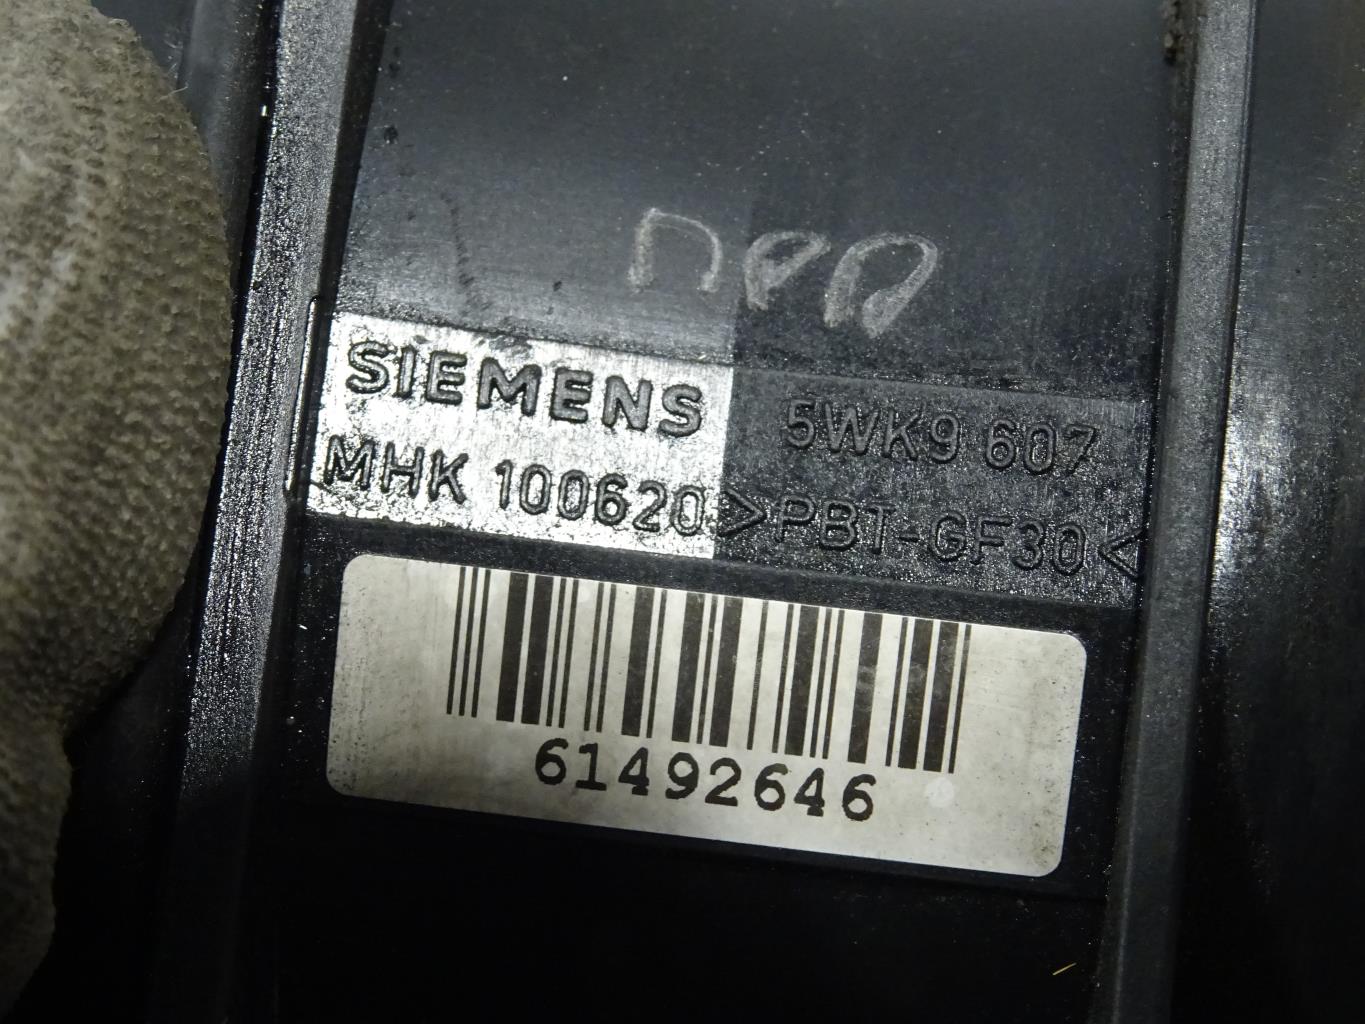 SIEMENS 5WK9 607
MHK 100620 >PBT-GF30<
61492646